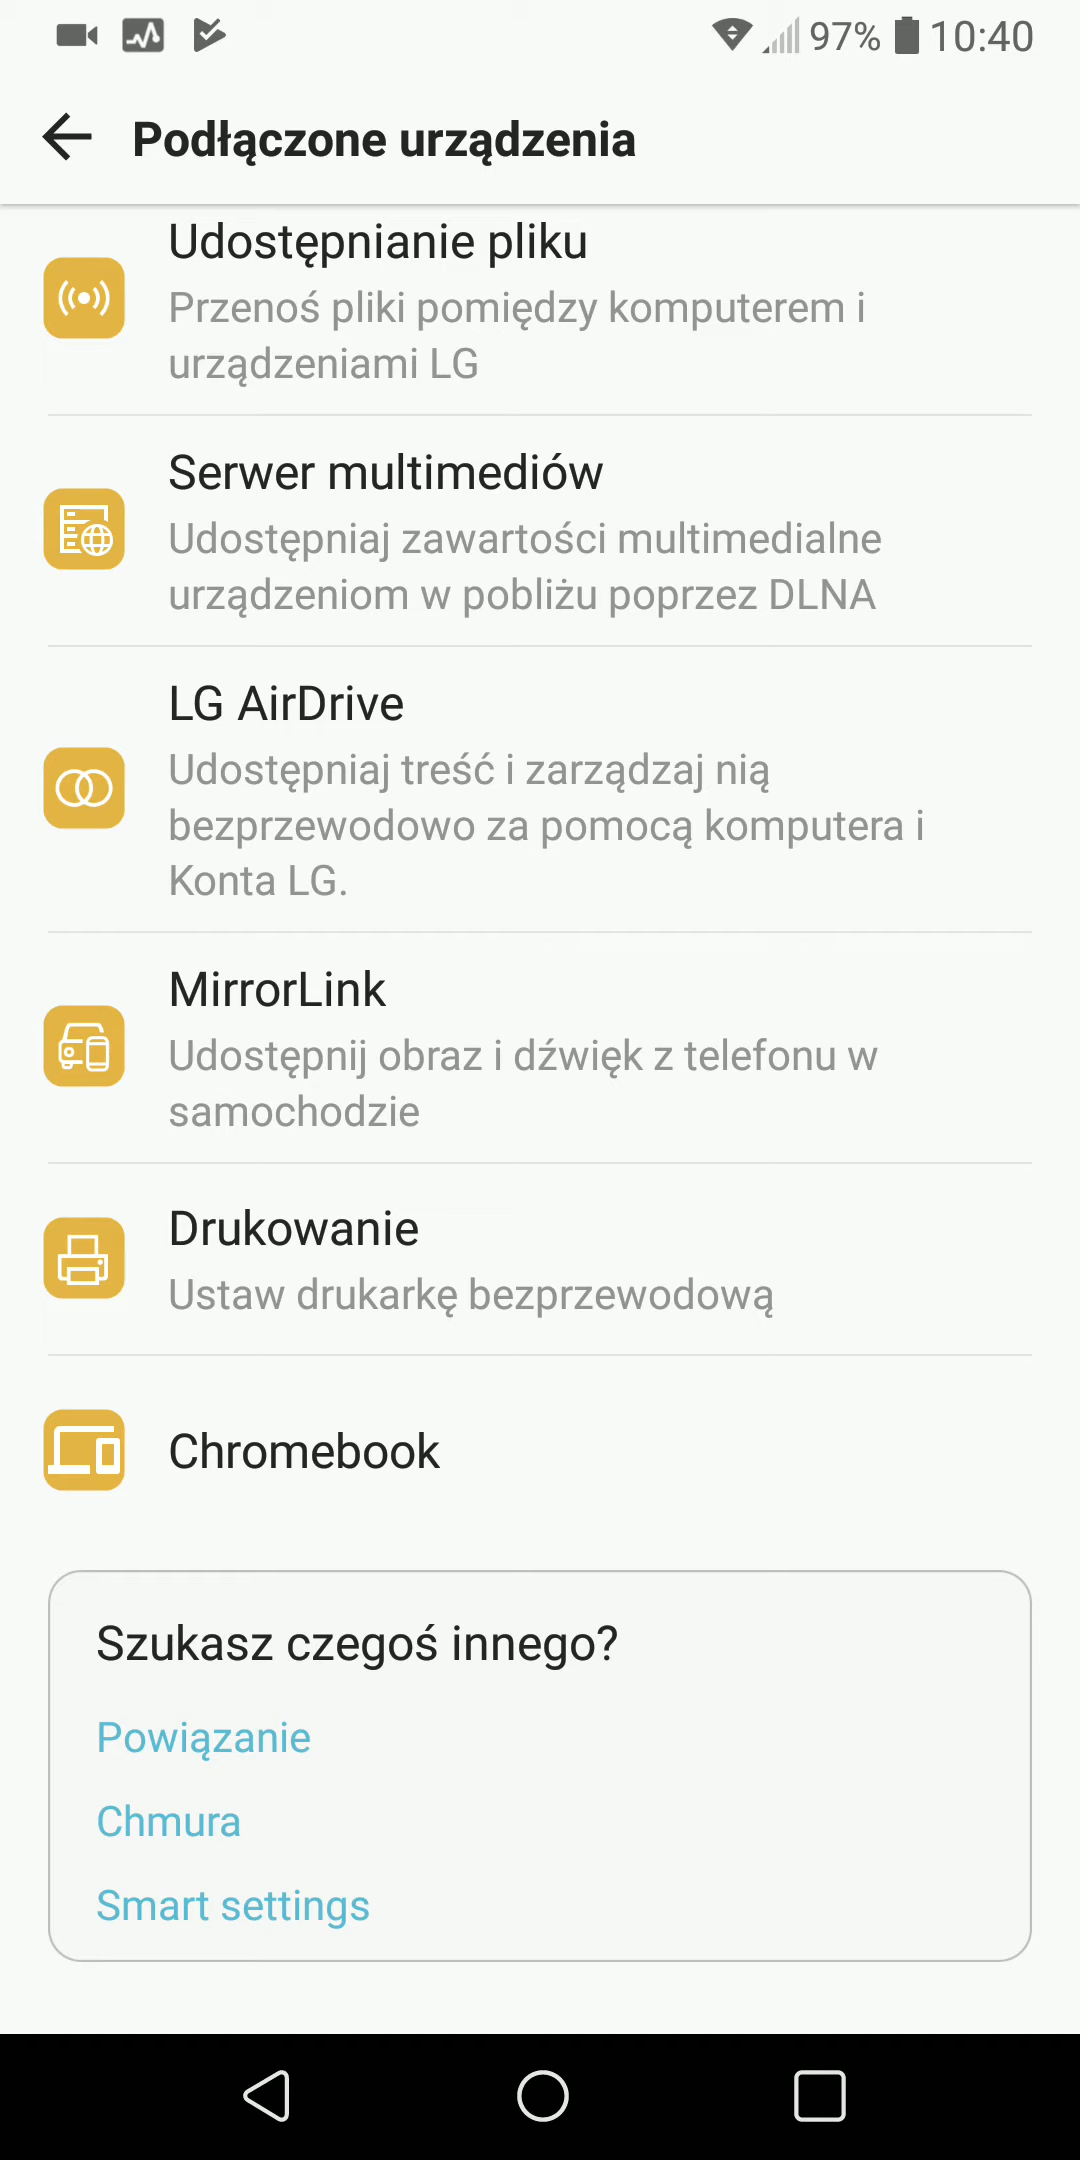 97% 10:40
Podłączone urządzenia
Udostępnianie pliku
Przenoś pliki pomiędzy komputerem i
urządzeniami LG
Serwer multimediów
Udostępniaj zawartości multimedialne
urządzeniom w pobliżu poprzez DLNA
LG AirDrive
Udostępniaj treść i zarządzaj nią
bezprzewodowo za pomocą komputera i
Konta LG.
MirrorLink
Udostępnij obraz i dźwięk z telefonu w
samochodzie
Drukowanie
Ustaw drukarkę bezprzewodową
Chromebook
Szukasz czegoś innego?
Powiązanie
Chmura
Smart settings